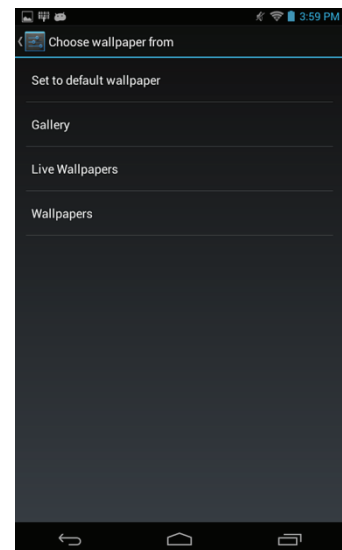 3:59 PM
Choose wallpaper from
Set to default wallpaper
Gallery
Live Wallpapers
Wallpapers